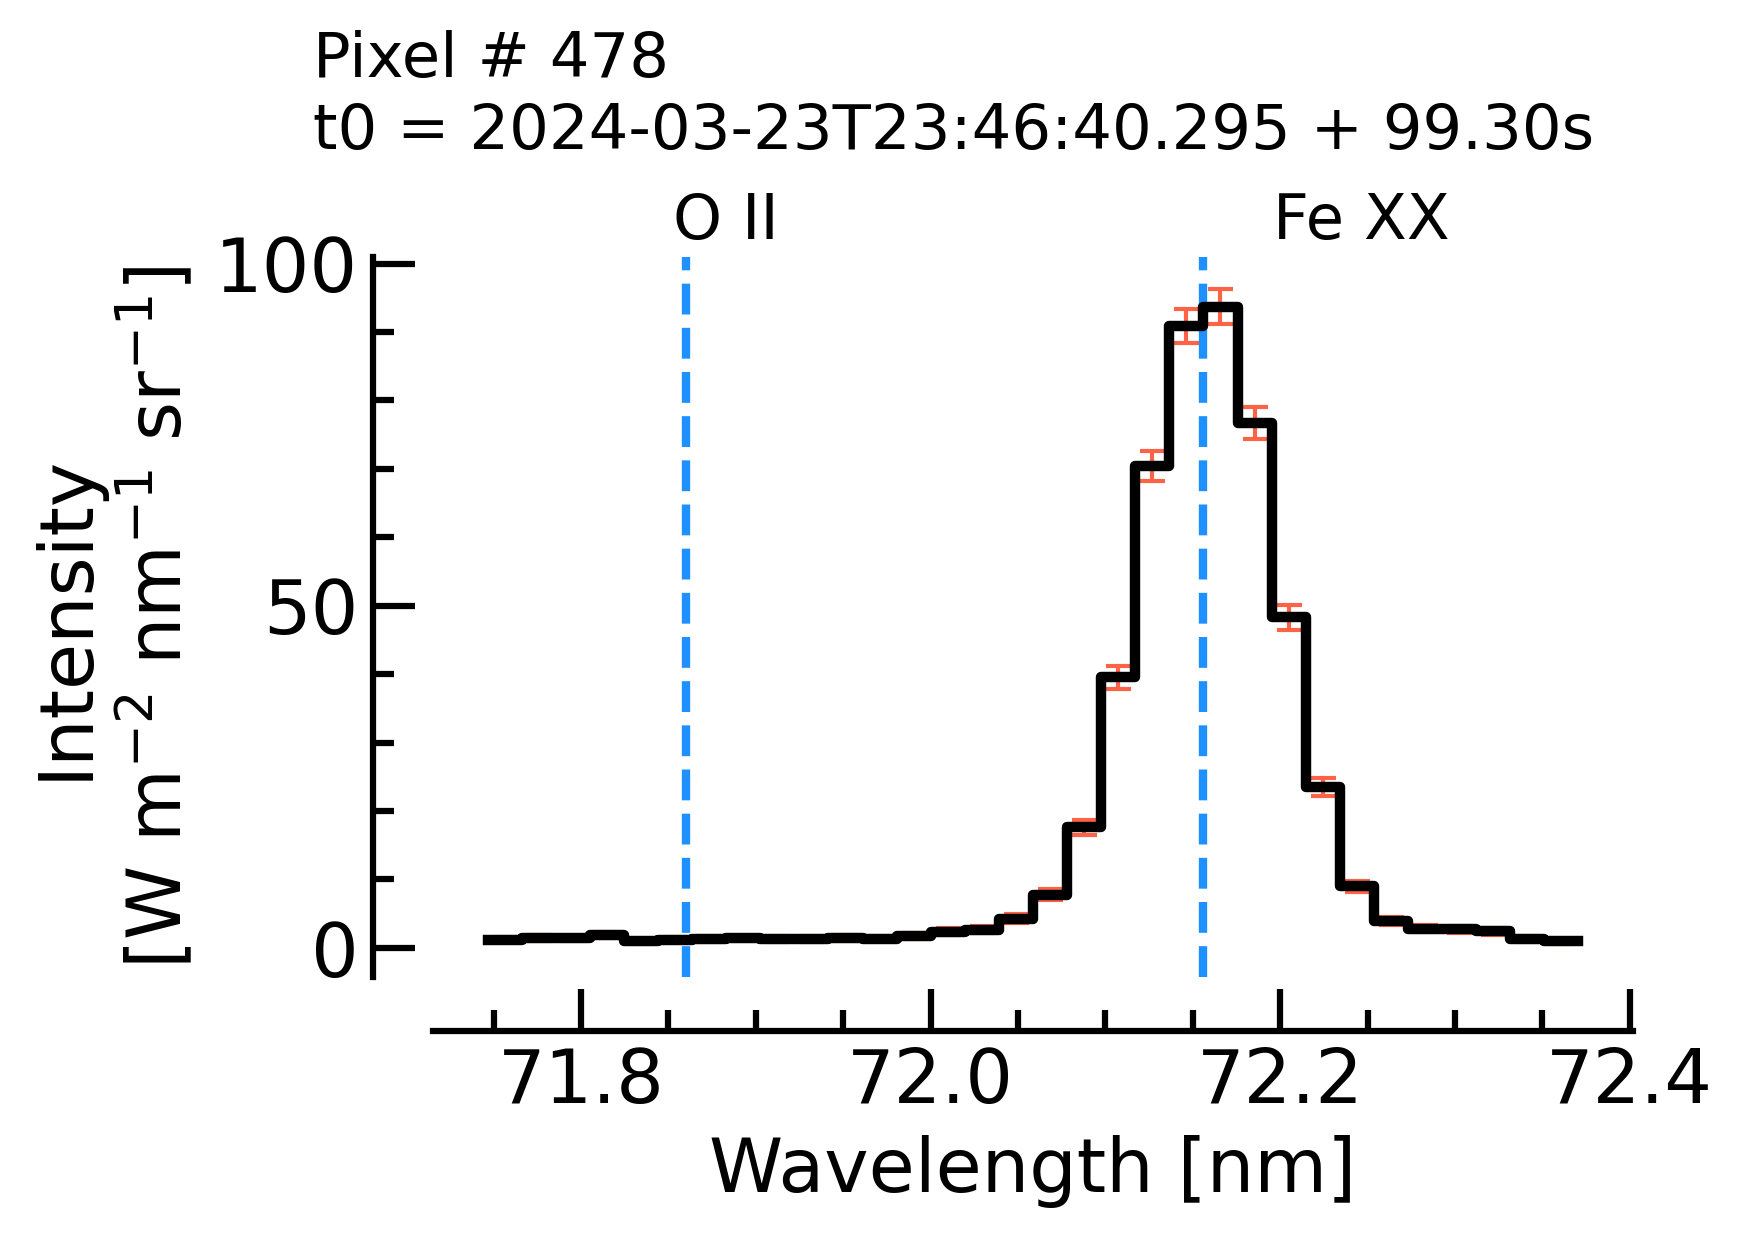 Pixel # 478
t0 = 2024-03-23T23:46:40.295 + 99.30s
O II
Fe XX
100
50
0
Intensity
[W m⁻² nm⁻¹ sr⁻¹]
71.8
72.0
72.2
72.4
Wavelength [nm]